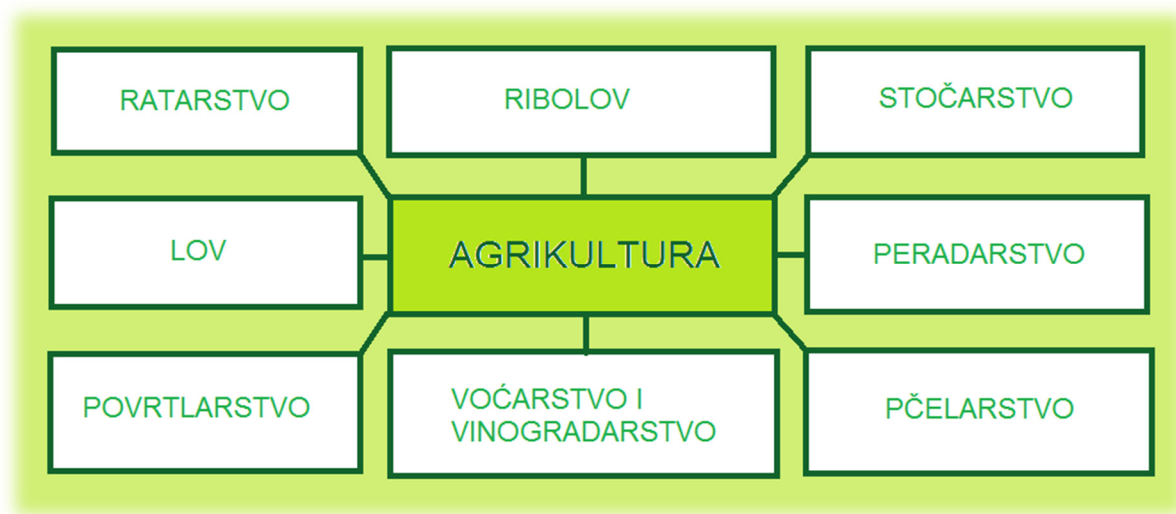 RATARSTVO
RIBOLOV
STOČARSTVO
LOV
AGRIKULTURA
PERADARSTVO
POVRTLARSTVO
VOĆARSTVO I
VINOGRADARSTVO
PČELARSTVO